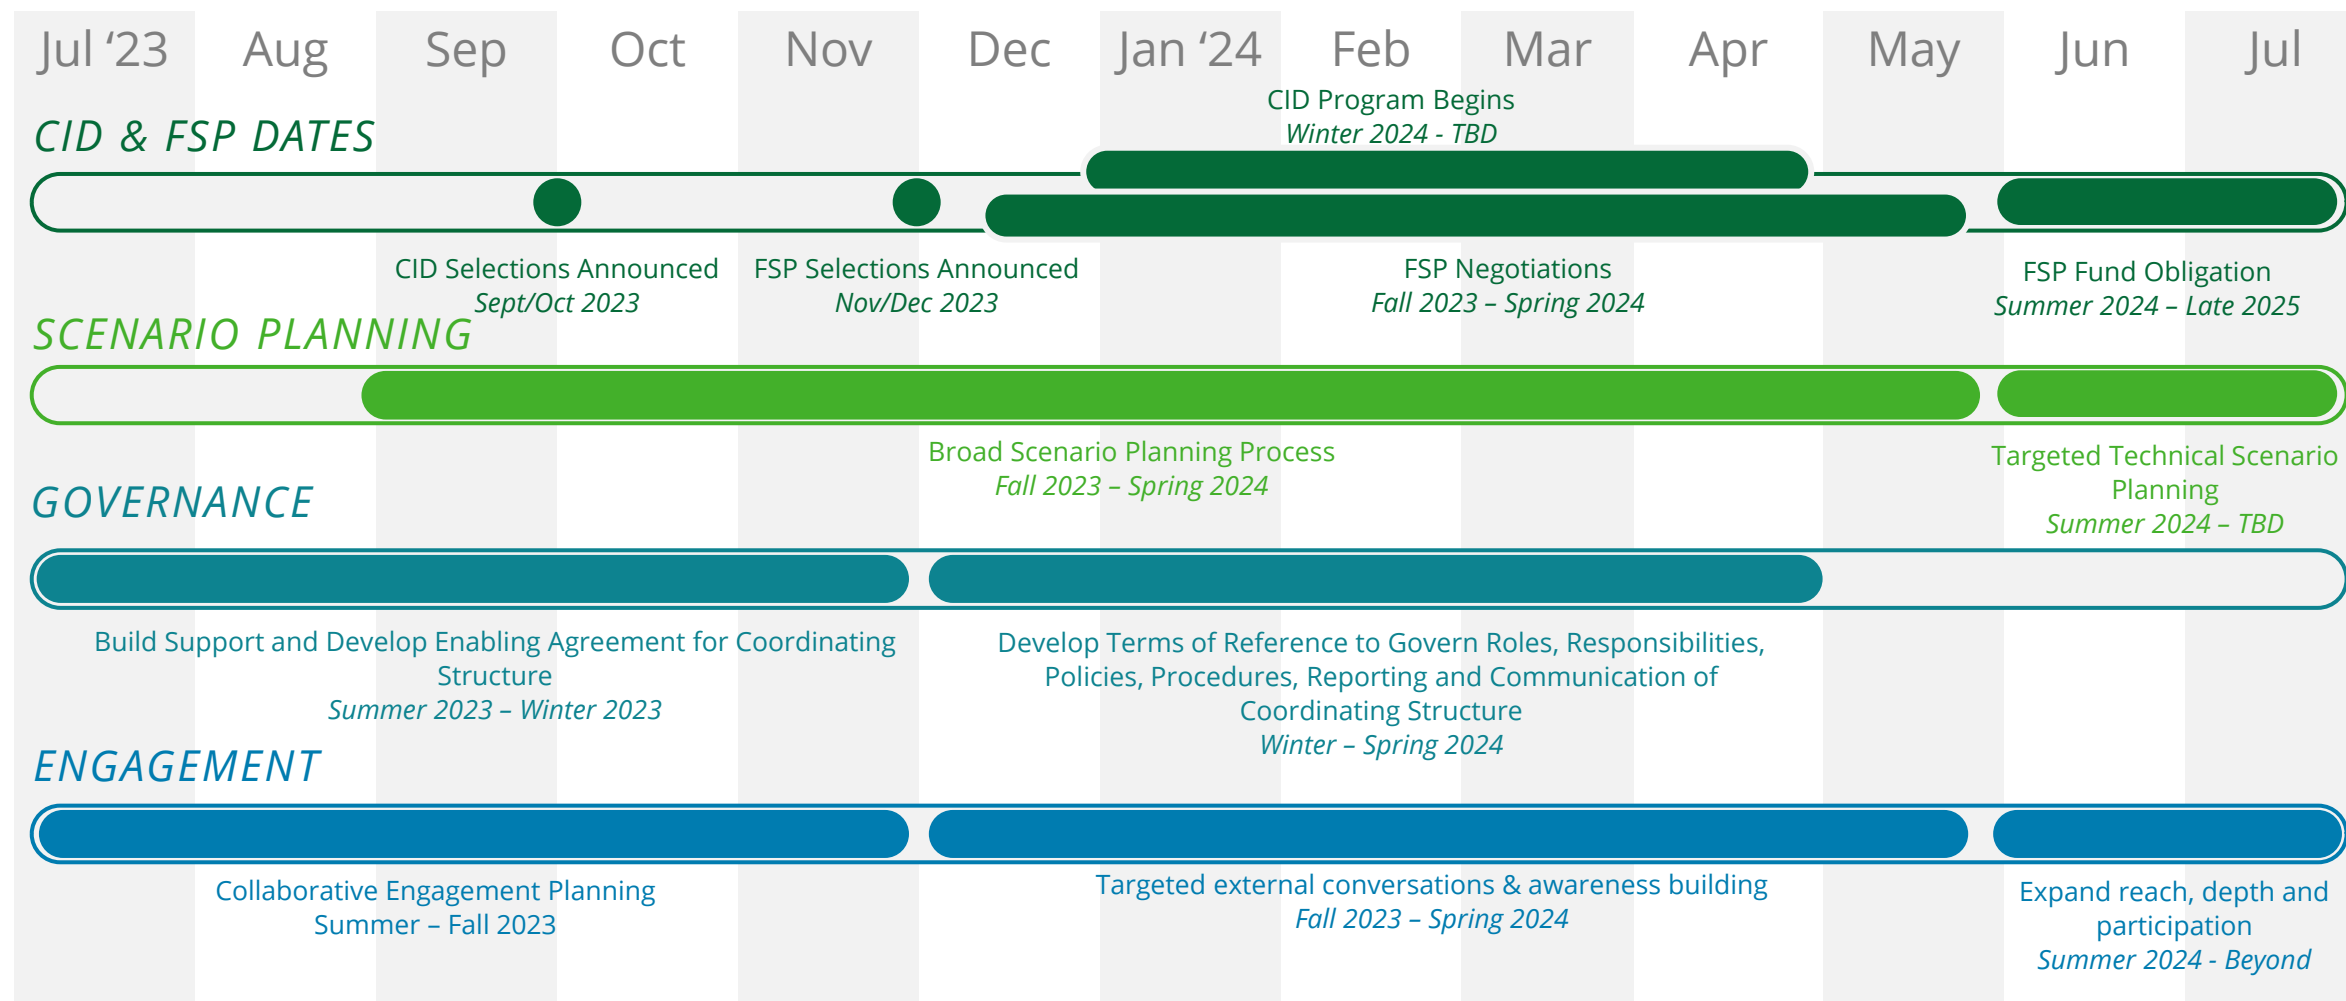 Jul ‘23 Aug Sep Oct Nov Dec Jan ‘24 Feb Mar Apr May Jun Jul
CID & FSP DATES
CID Program Begins
Winter 2024 - TBD
CID Selections Announced
Sept/Oct 2023
FSP Selections Announced
Nov/Dec 2023
FSP Negotiations
Fall 2023 – Spring 2024
FSP Fund Obligation
Summer 2024 – Late 2025
SCENARIO PLANNING
Broad Scenario Planning Process
Fall 2023 – Spring 2024
Targeted Technical Scenario
Planning
Summer 2024 – TBD
GOVERNANCE
Build Support and Develop Enabling Agreement for Coordinating
Structure
Summer 2023 – Winter 2023
Develop Terms of Reference to Govern Roles, Responsibilities,
Policies, Procedures, Reporting and Communication of
Coordinating Structure
Winter – Spring 2024
ENGAGEMENT
Collaborative Engagement Planning
Summer – Fall 2023
Targeted external conversations & awareness building
Fall 2023 – Spring 2024
Expand reach, depth and
participation
Summer 2024 - Beyond